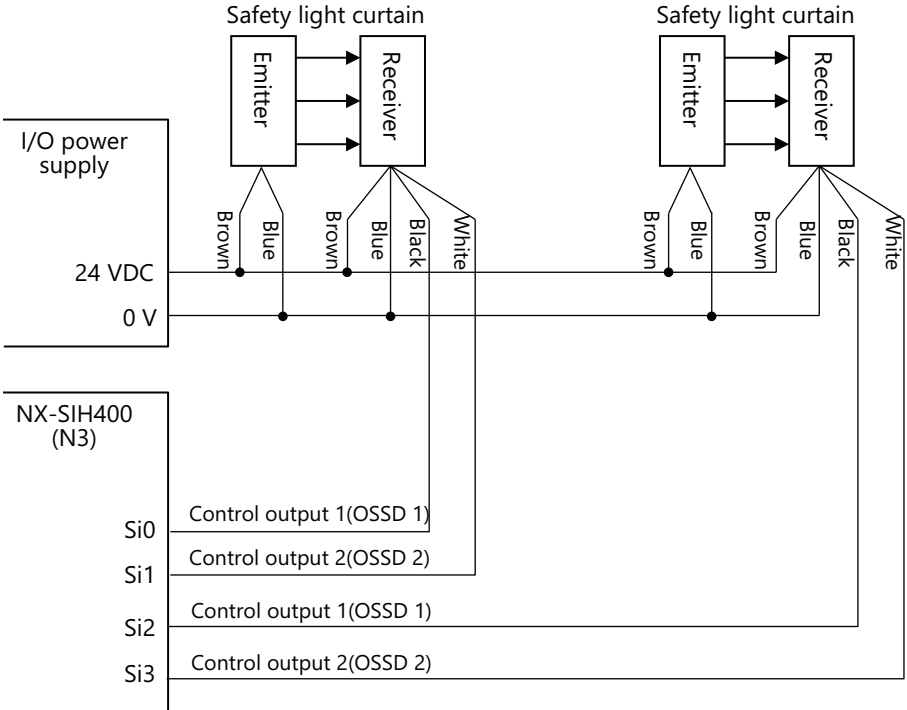 Safety light curtain
Safety light curtain
Emitter
Receiver
Emitter
Receiver
I/O power
supply
Brown
Blue
Brown
Blue
Black
White
Brown
Blue
Brown
Blue
Black
White
24 VDC
0 V
NX-SIH400
(N3)
Si0
Control output 1(OSSD 1)
Si1
Control output 2(OSSD 2)
Si2
Control output 1(OSSD 1)
Si3
Control output 2(OSSD 2)